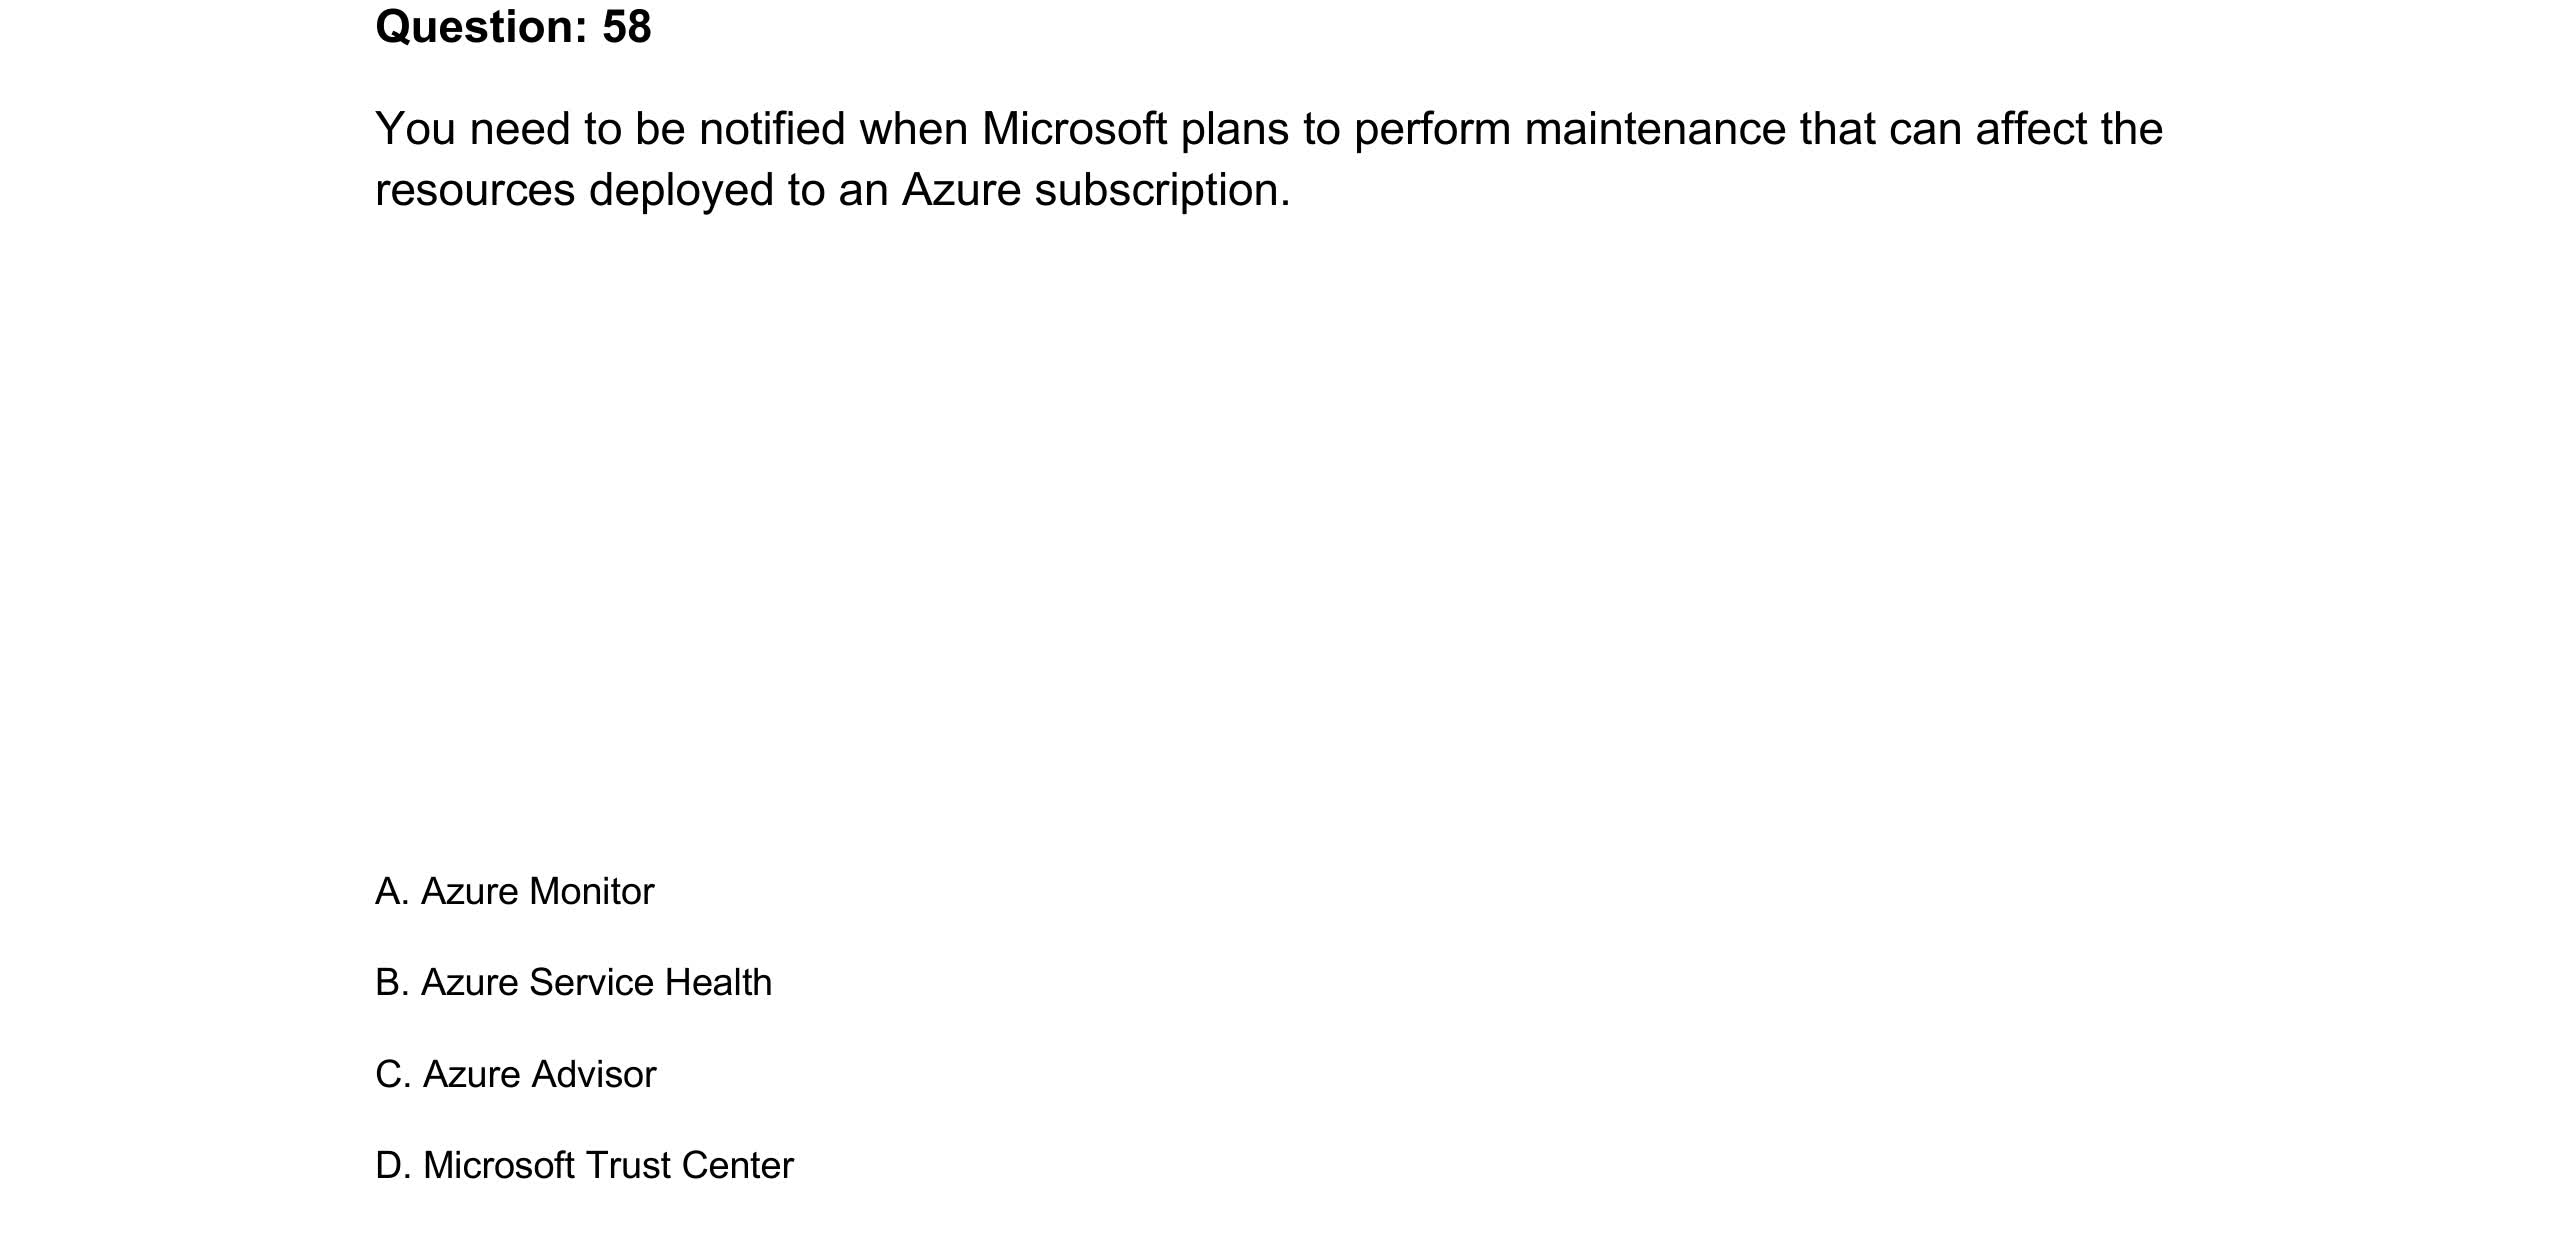 Question: 58
You need to be notified when Microsoft plans to perform maintenance that can affect the
resources deployed to an Azure subscription.
A. Azure Monitor
B. Azure Service Health
C. Azure Advisor
D. Microsoft Trust Center